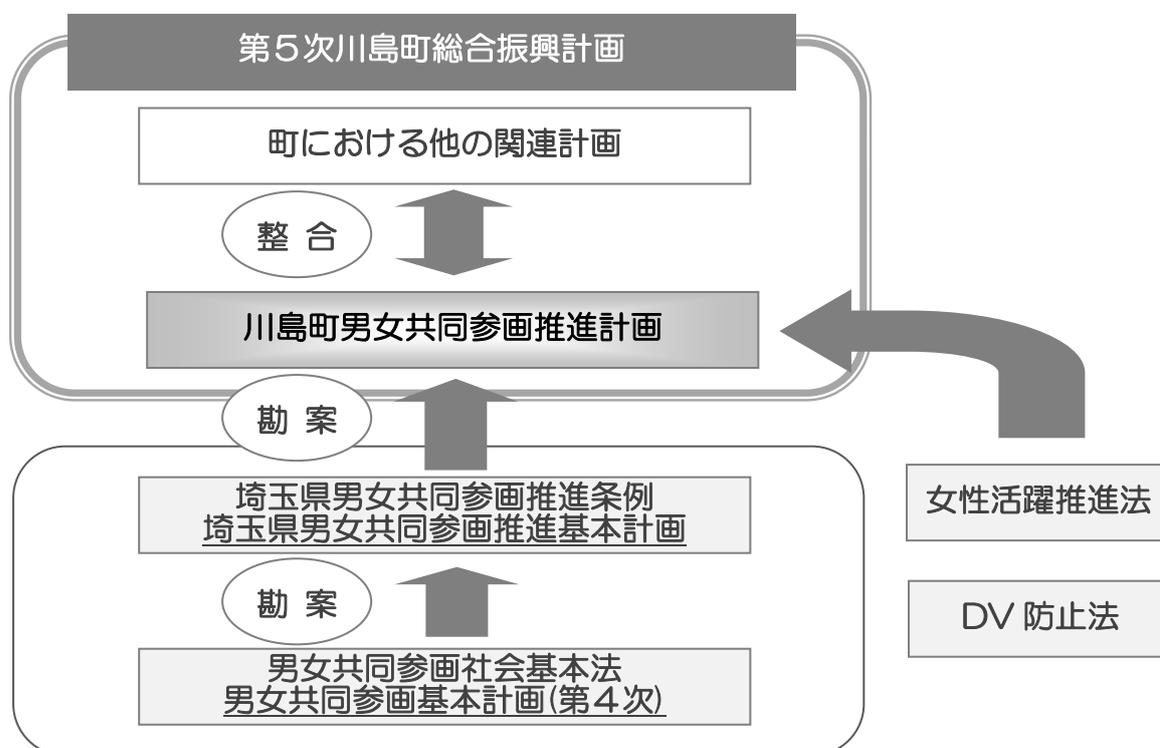 第５次川島町総合振興計画
町における他の関連計画
整 合
川島町男女共同参画推進計画
勘 案
埼玉県男女共同参画推進条例
埼玉県男女共同参画推進基本計画
勘 案
男女共同参画社会基本法
男女共同参画基本計画(第４次)
女性活躍推進法
DV 防止法